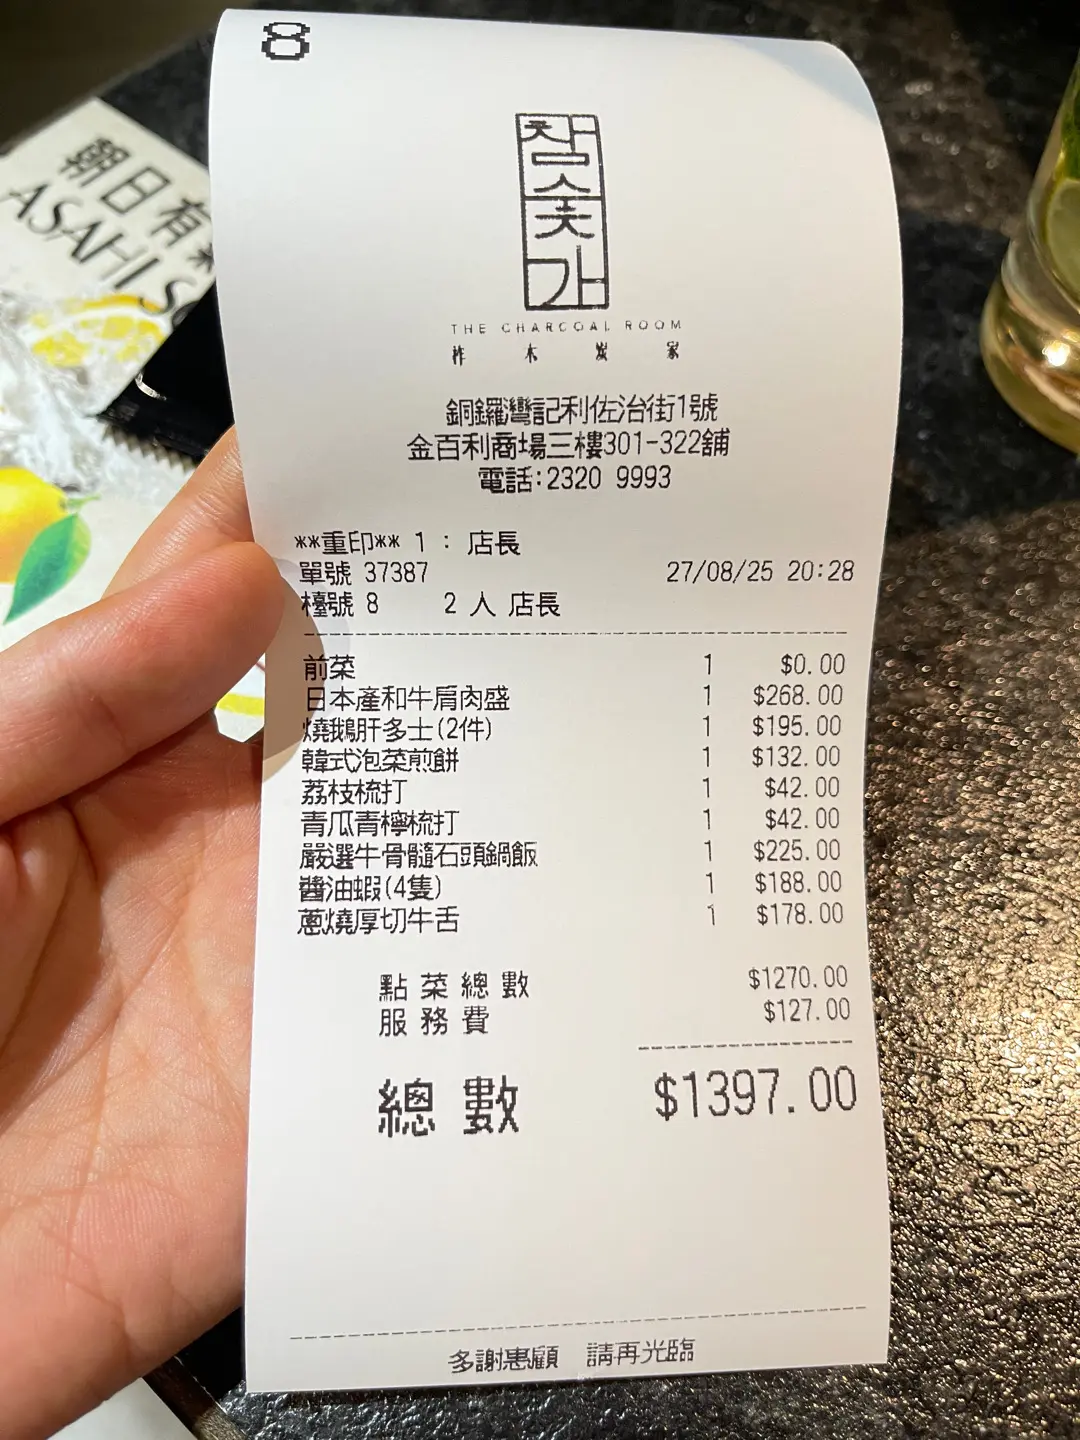 8
참숯가
THE CHARCOAL ROOM
柞木炭家
銅鑼灣記利佐治街1號
金百利商場三樓301-322舖
電話:2320 9993
**重印** 1 : 店長
單號 37387 27/08/25 20:28
檯號 8 2 人 店長
前菜 1 $0.00
日本產和牛肩肉盛 1 $268.00
燒鵝肝多士(2件) 1 $195.00
韓式泡菜煎餅 1 $132.00
荔枝梳打 1 $42.00
青瓜青檸梳打 1 $42.00
嚴選牛骨髓石頭鍋飯 1 $225.00
醬油蝦(4隻) 1 $188.00
蔥燒厚切牛舌 1 $178.00
點菜總數 $1270.00
服務費 $127.00
總數 $1397.00
多謝惠顧 請再光臨
朝日有
ASAHI